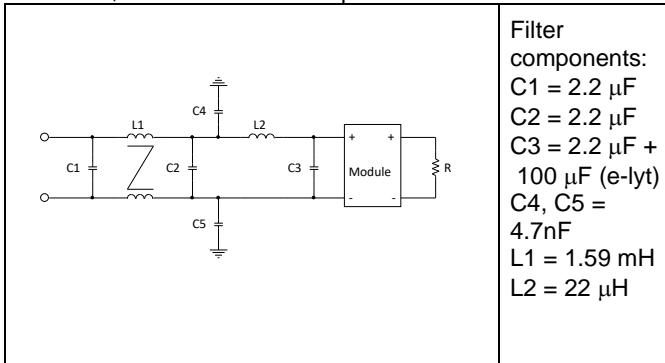 C4
L1
L2
C1
C2
C3
+
+
Module
-
-
R
C5
Filter
components:
C1 = 2.2 μF
C2 = 2.2 μF
C3 = 2.2 μF +
100 μF (e-lyt)
C4, C5 =
4.7nF
L1 = 1.59 mH
L2 = 22 μH